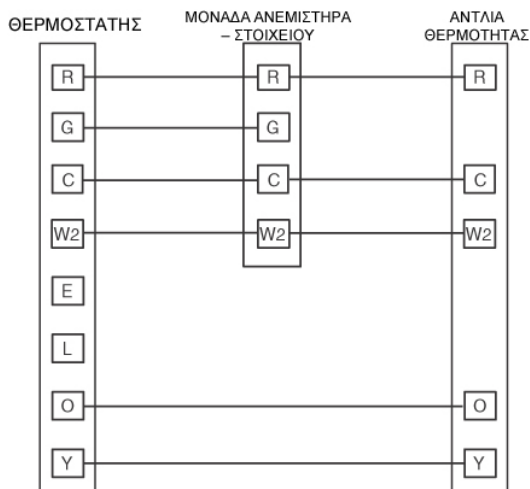 ΘΕΡΜΟΣΤΑΤΗΣ
ΜΟΝΑΔΑ ΑΝΕΜΙΣΤΗΡΑ
– ΣΤΟΙΧΕΙΟΥ
ΑΝΤΛΙΑ
ΘΕΡΜΟΤΗΤΑΣ
R R R
G G
C C C
W2 W2 W2
E
L
O O
Y Y